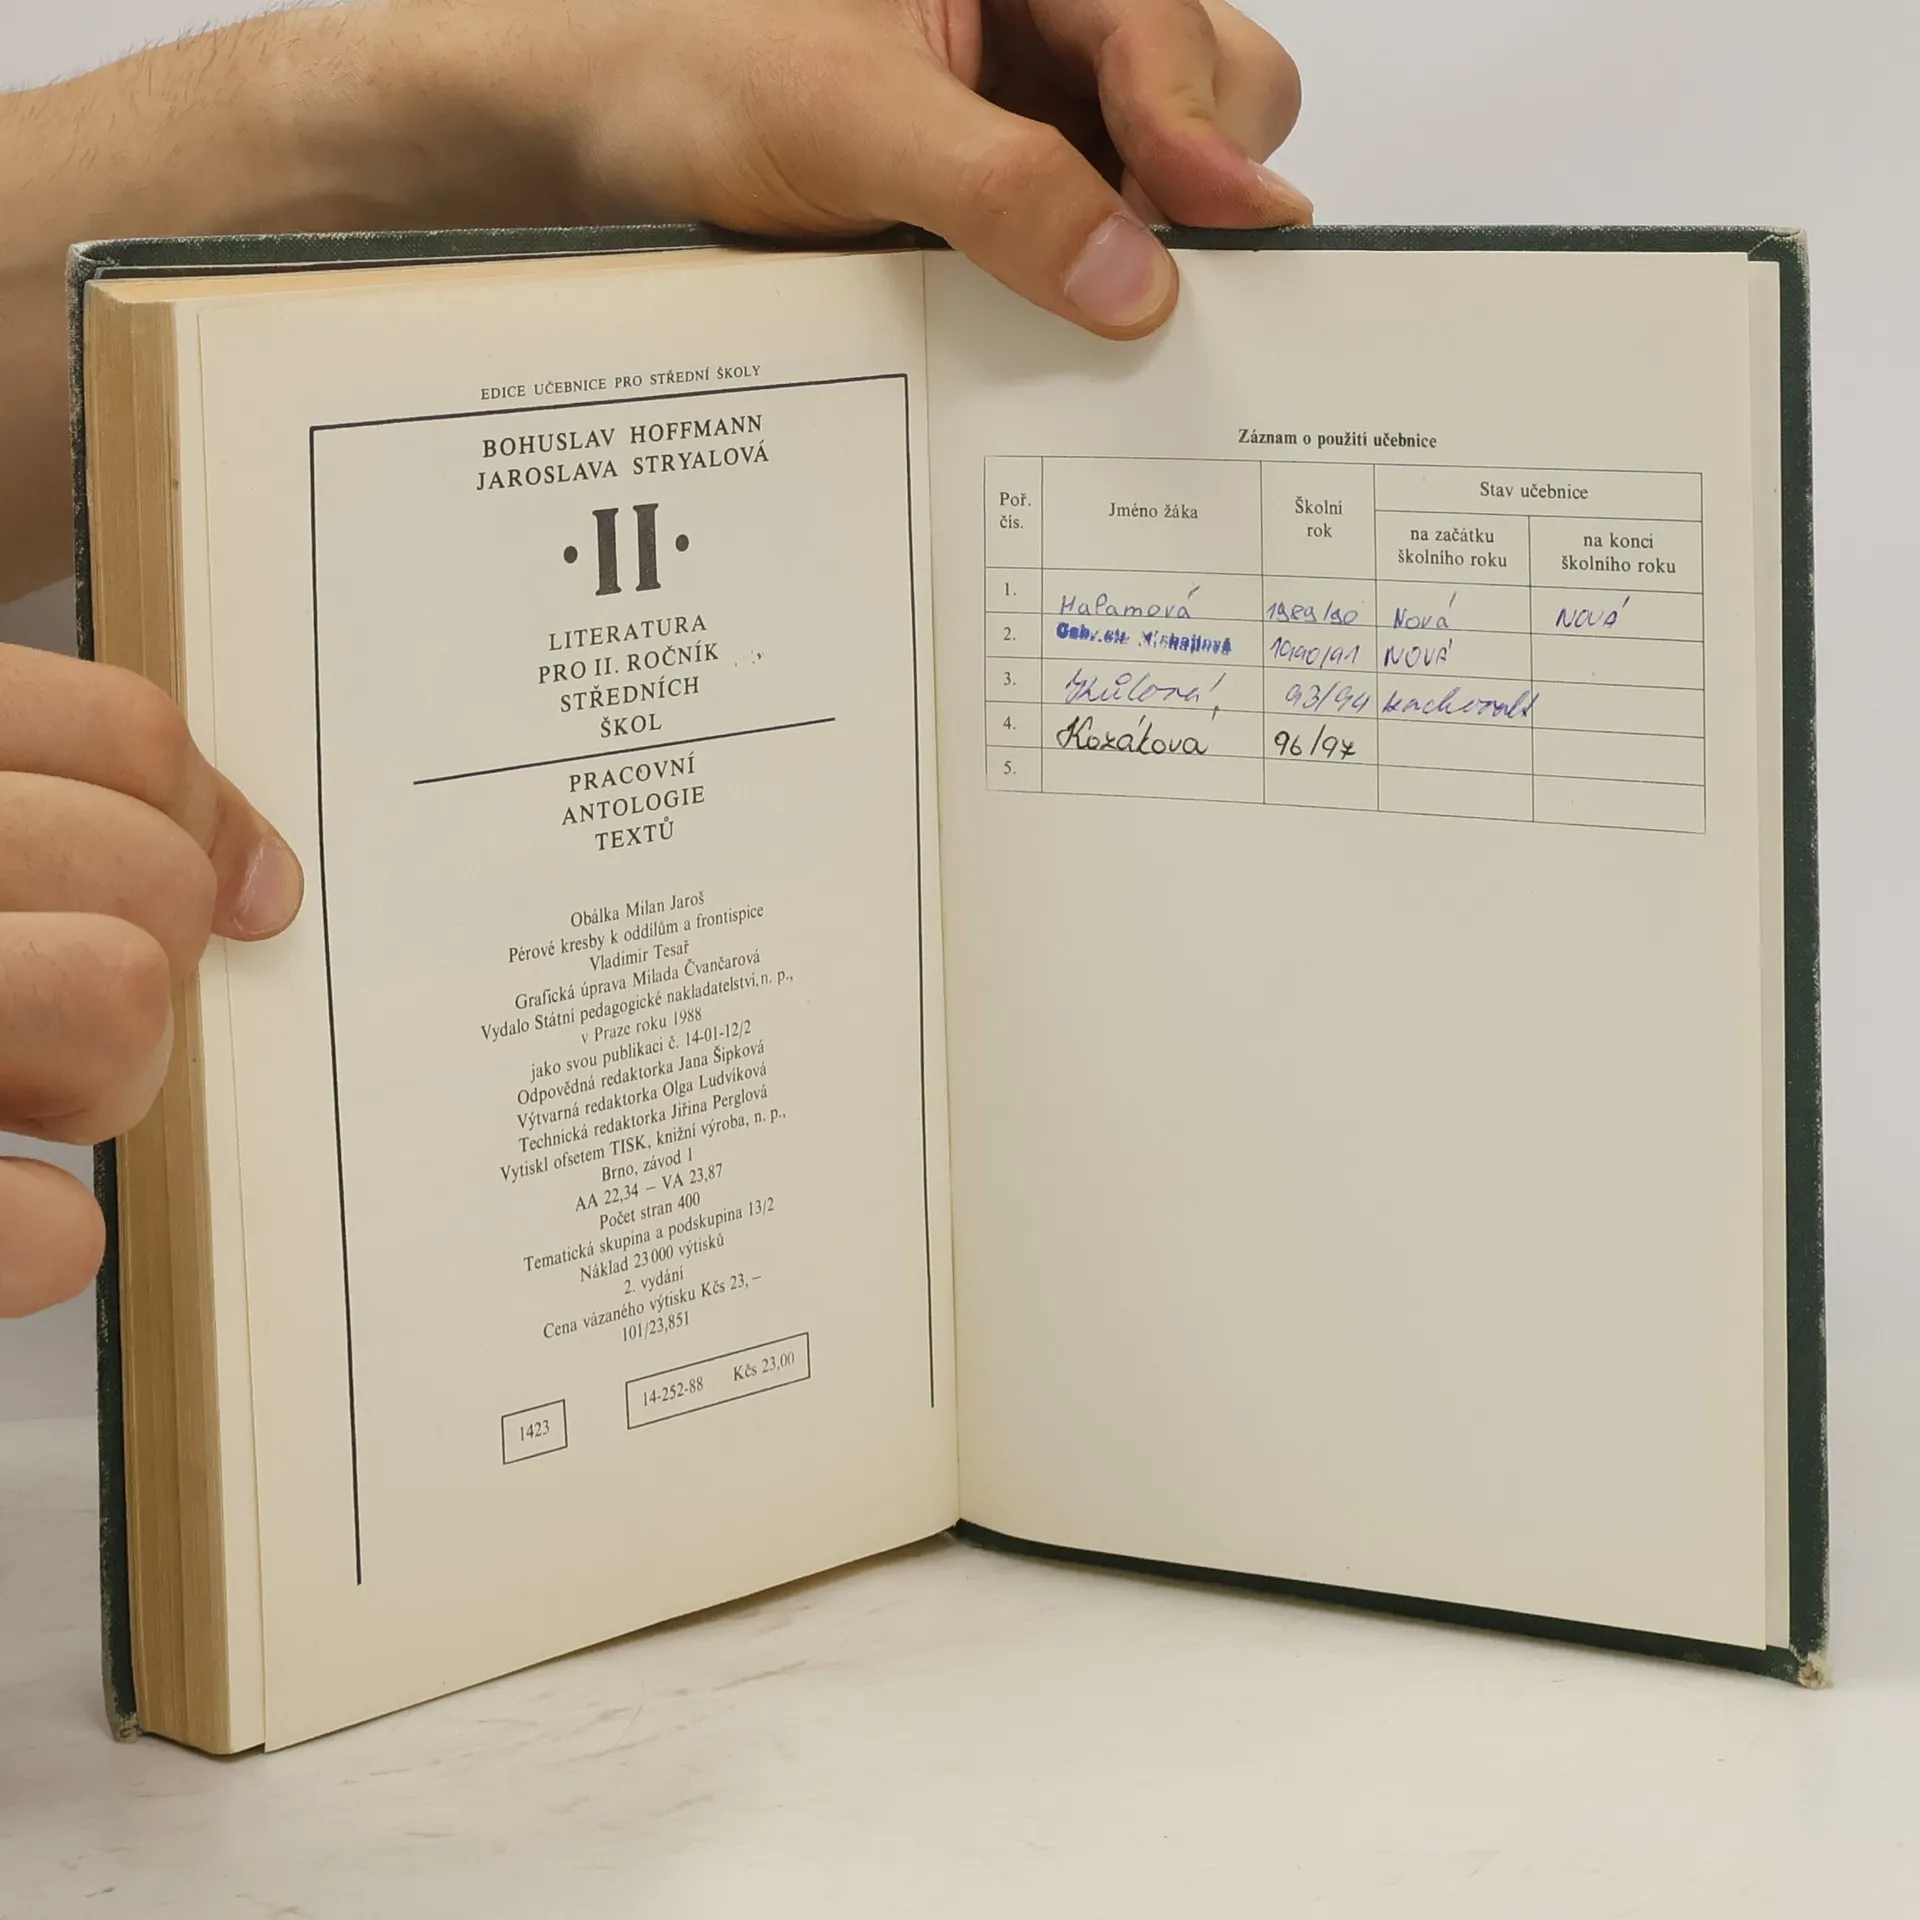 EDICE UČEBNICE PRO STŘEDNÍ ŠKOLY
BOHUSLAV HOFFMANN
JAROSLAVA STRYALOVÁ
·II·
LITERATURA
PRO II. ROČNÍK
STŘEDNÍCH
ŠKOL
PRACOVNÍ
ANTOLOGIE
TEXTŮ
Obálka Milan Jaroš
Pérové kresby k oddílům a frontispice
Vladimír Tesař
Grafická úprava Milada Čvančarová
Vydalo Státní pedagogické nakladatelství, n. p.,
v Praze roku 1988
jako svou publikaci č. 14-01-12/2
Odpovědná redaktorka Jana Šipková
Výtvarná redaktorka Olga Ludvíková
Technická redaktorka Jiřina Perglová
Vytiskl ofsetem TISK, knižní výroba, n. p.,
Brno, závod 1
AA 22,34 – VA 23,87
Počet stran 400
Tematická skupina a podskupina 13/2
Náklad 23 000 výtisků
2. vydání
Cena vázaného výtisku Kčs 23,–
101/23,851
1423
14-252-88 Kčs 23,00
Záznam o použití učebnice
Poř. čís.
Jméno žáka
Školní rok
Stav učebnice
na začátku školního roku
na konci školního roku
1. Halamová 1989/90 Nová NOVÁ
2. 1990/91 NOVÁ
3. 93/94
4. Kozáková 96/97
5.